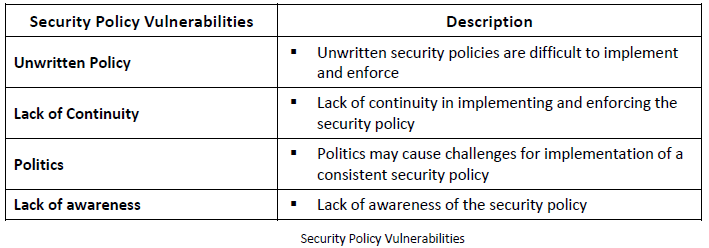 Security Policy Vulnerabilities Description
Unwritten Policy
▪ Unwritten security policies are difficult to implement
and enforce
Lack of Continuity
▪ Lack of continuity in implementing and enforcing the
security policy
Politics
▪ Politics may cause challenges for implementation of a
consistent security policy
Lack of awareness
▪ Lack of awareness of the security policy
Security Policy Vulnerabilities